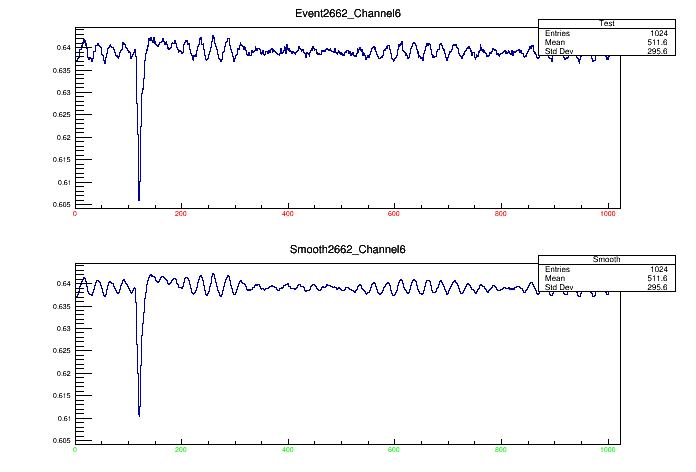 Event2662_Channel6
Test
Entries 1024
Mean 511.6
Std Dev 295.6
0.64
0.635
0.63
0.625
0.62
0.615
0.61
0.605
0 200 400 600 800 1000
Smooth2662_Channel6
Smooth
Entries 1024
Mean 511.6
Std Dev 295.6
0.64
0.635
0.63
0.625
0.62
0.615
0.61
0.605
0 200 400 600 800 1000